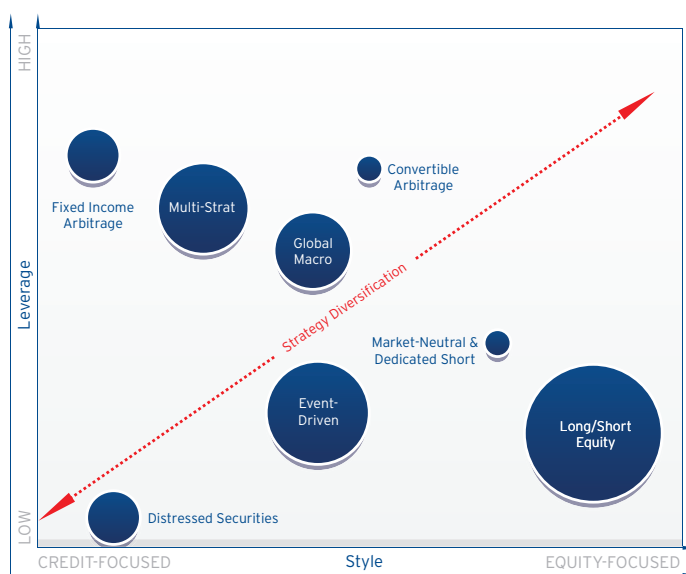 HIGH
Convertible
Arbitrage
Fixed Income
Arbitrage
Multi-Strat
Global
Macro
Leverage
Strategy Diversification
Market-Neutral &
Dedicated Short
Event-
Driven
Long/Short
Equity
LOW
Distressed Securities
CREDIT-FOCUSED
Style
EQUITY-FOCUSED